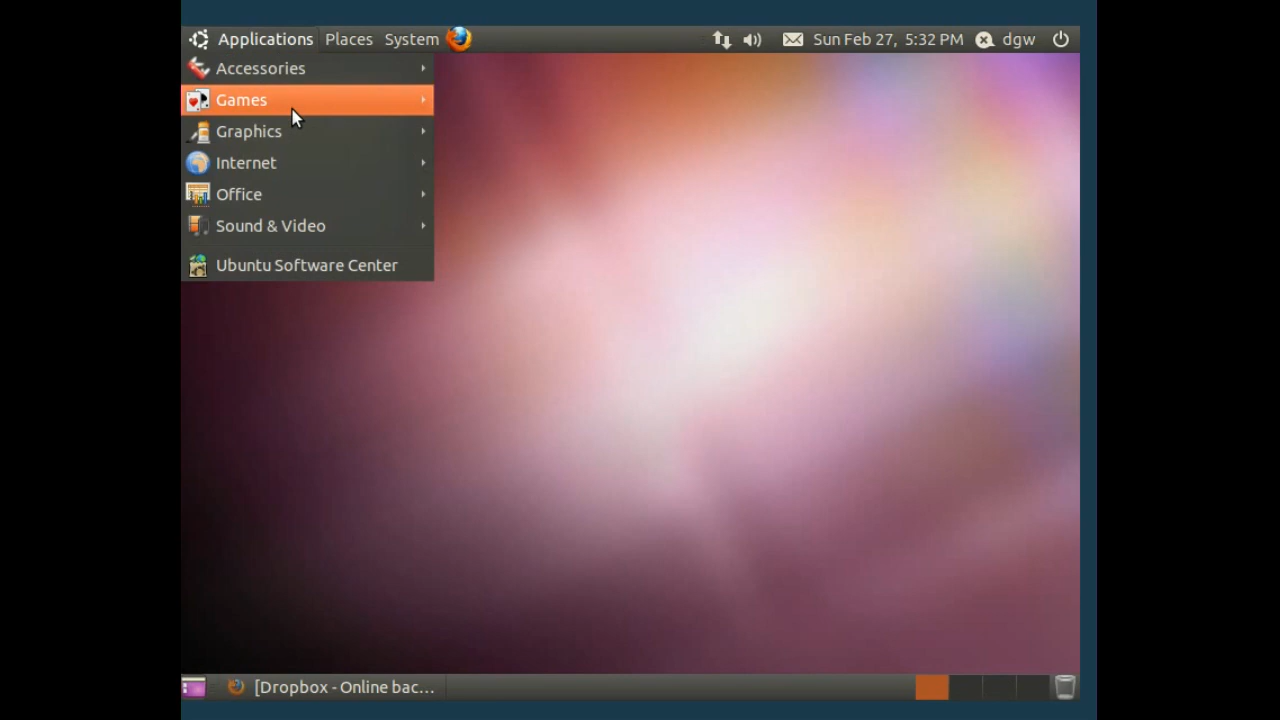 Applications Places System Sun Feb 27, 5:32 PM dgw
Accessories
Games
Graphics
Internet
Office
Sound & Video
Ubuntu Software Center
[Dropbox - Online bac...